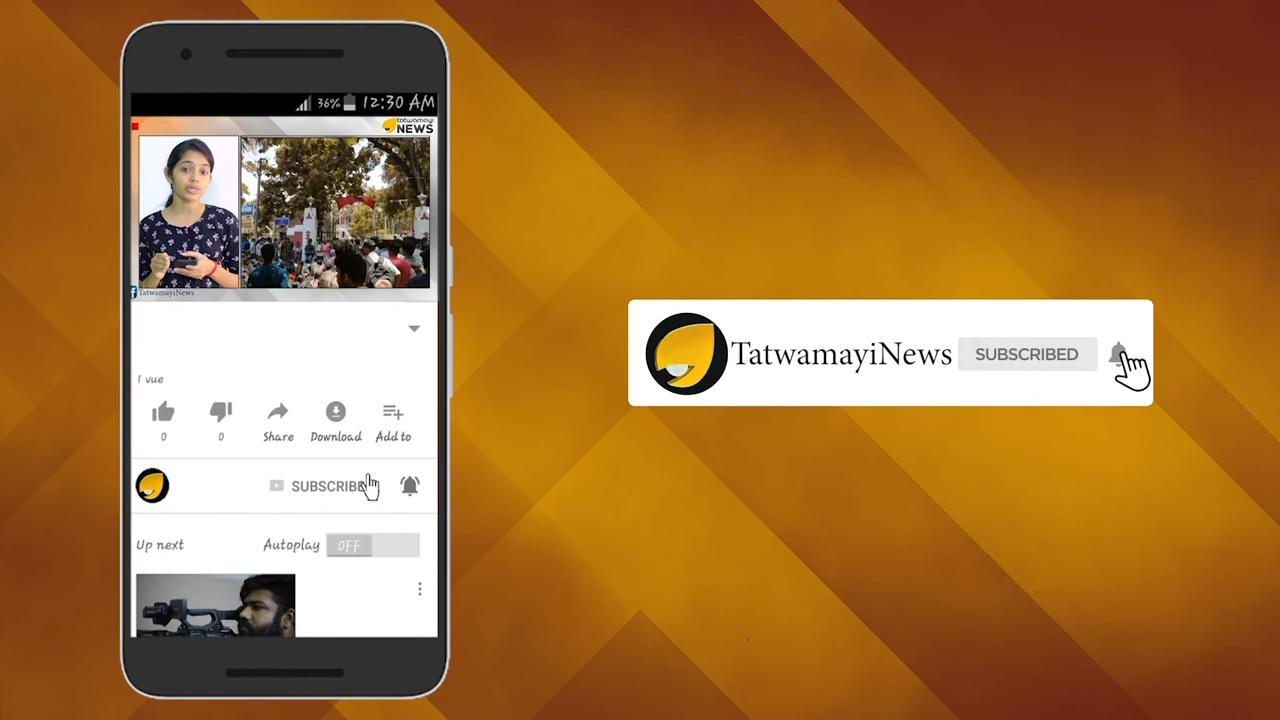 36% 12:30 AM
tatwamayi
NEWS
TatwamayiNews
1 vue
0 0 Share Download Add to
SUBSCRIBE
Up next Autoplay OFF
TatwamayiNews SUBSCRIBED